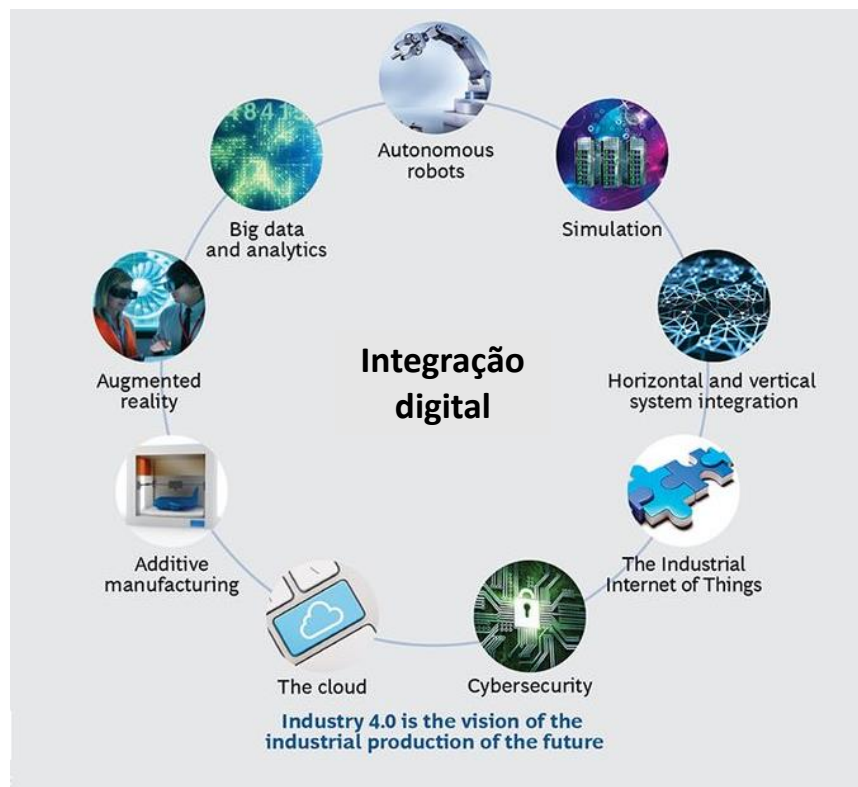 Autonomous
robots
Simulation
Horizontal and vertical
system integration
The Industrial
Internet of Things
Cybersecurity
The cloud
Additive
manufacturing
Augmented
reality
Big data
and analytics
Integração
digital
Industry 4.0 is the vision of the
industrial production of the future